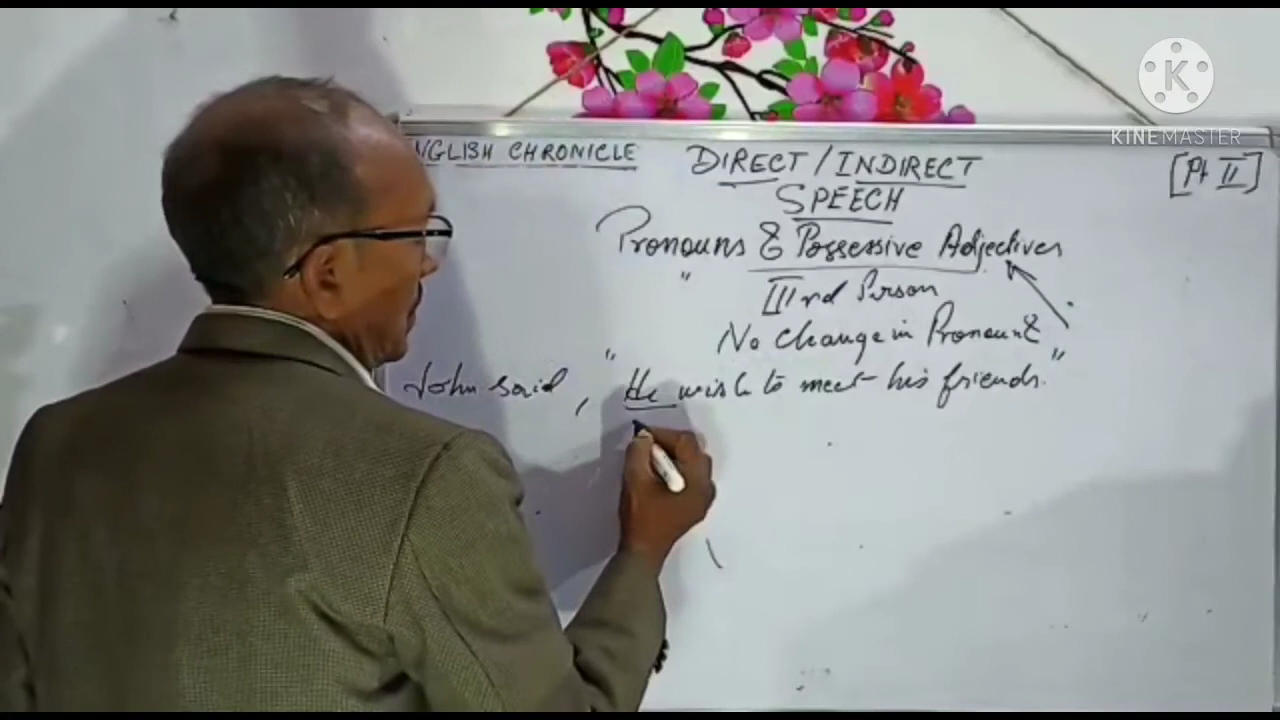 K
KINEMASTER
NGLISH CHRONICLE
DIRECT / INDIRECT
[Pt II]
SPEECH
Pronouns & Possessive Adjectives
" IIIrd Person
No Change in Pronoun &
John said, "He wish to meet his friends."